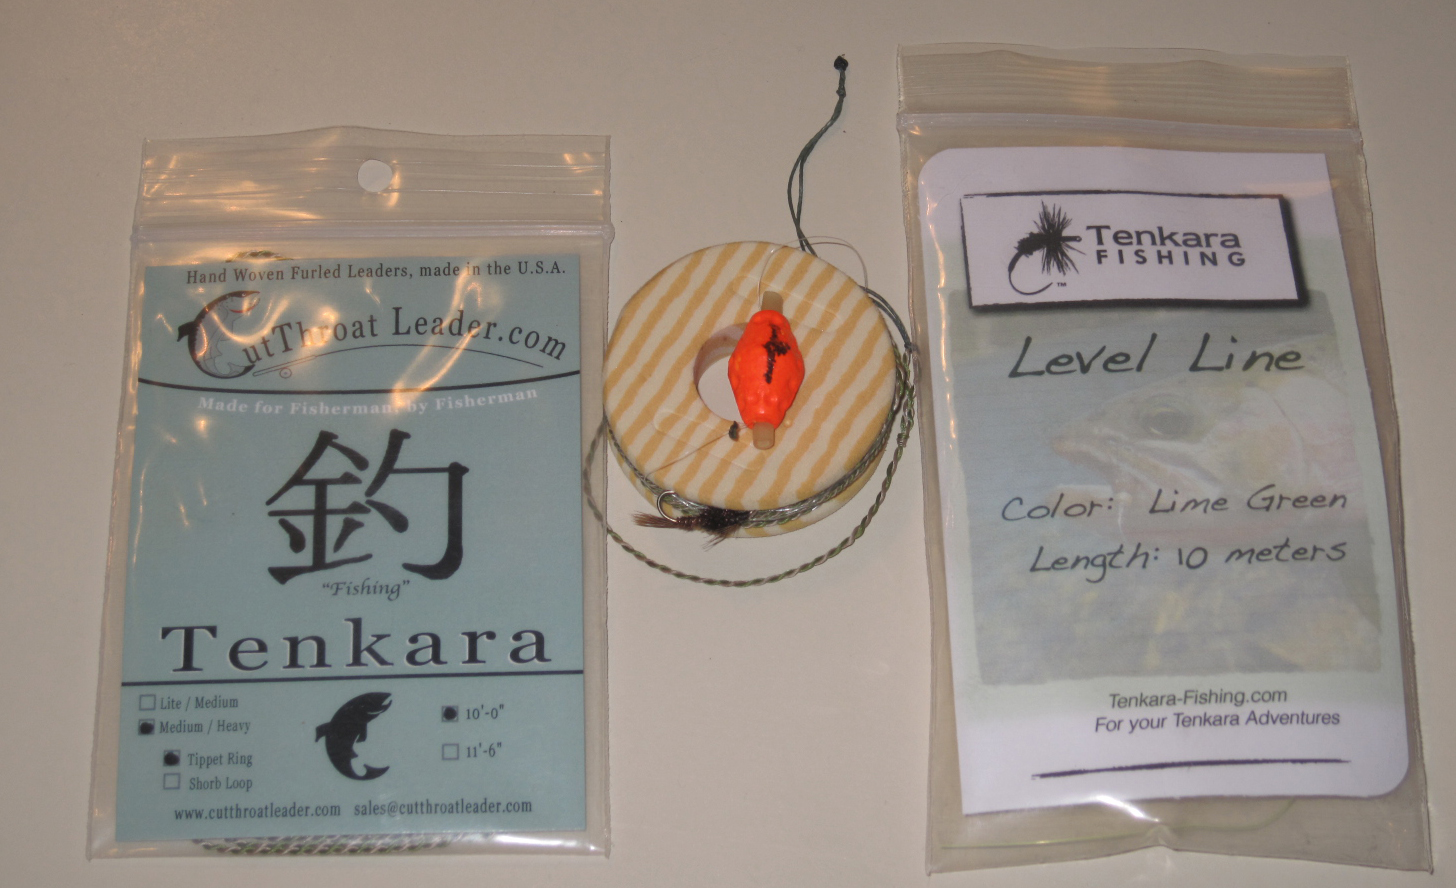 Hand Woven Furled Leaders, made in the U.S.A.
CutThroat Leader.com
Made for Fisherman, by Fisherman
釣
"Fishing"
Tenkara
Lite / Medium
Medium / Heavy
Tippet Ring
Shorb Loop
10'-0"
11'-6"
www.cutthroatleader.com sales@cutthroatleader.com
Tenkara
FISHING
TM
Level Line
Color: Lime Green
Length: 10 meters
Tenkara-Fishing.com
For your Tenkara Adventures